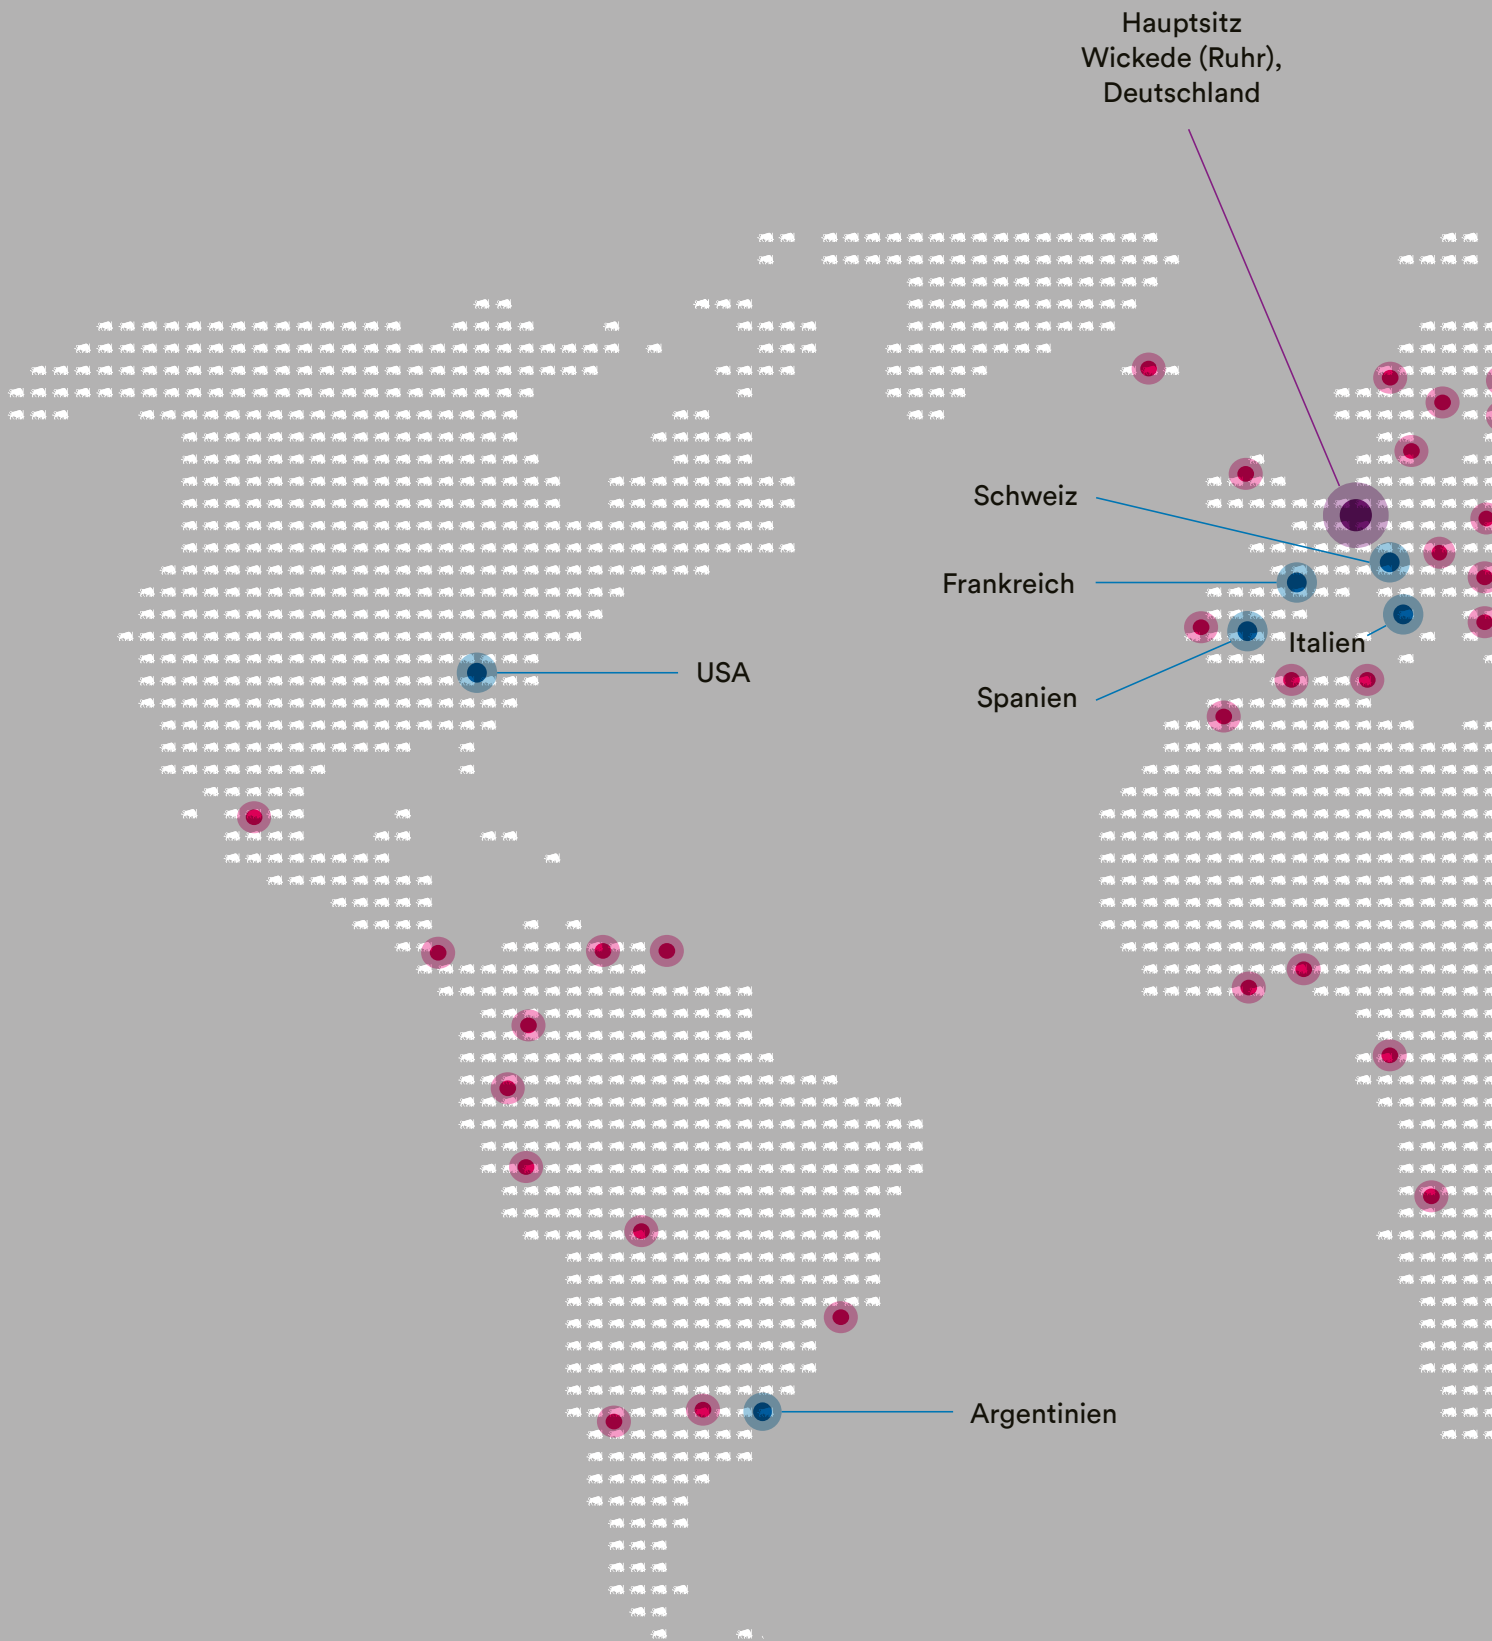 Hauptsitz
Wickede (Ruhr),
Deutschland
Schweiz
Frankreich
Italien
USA
Spanien
Argentinien